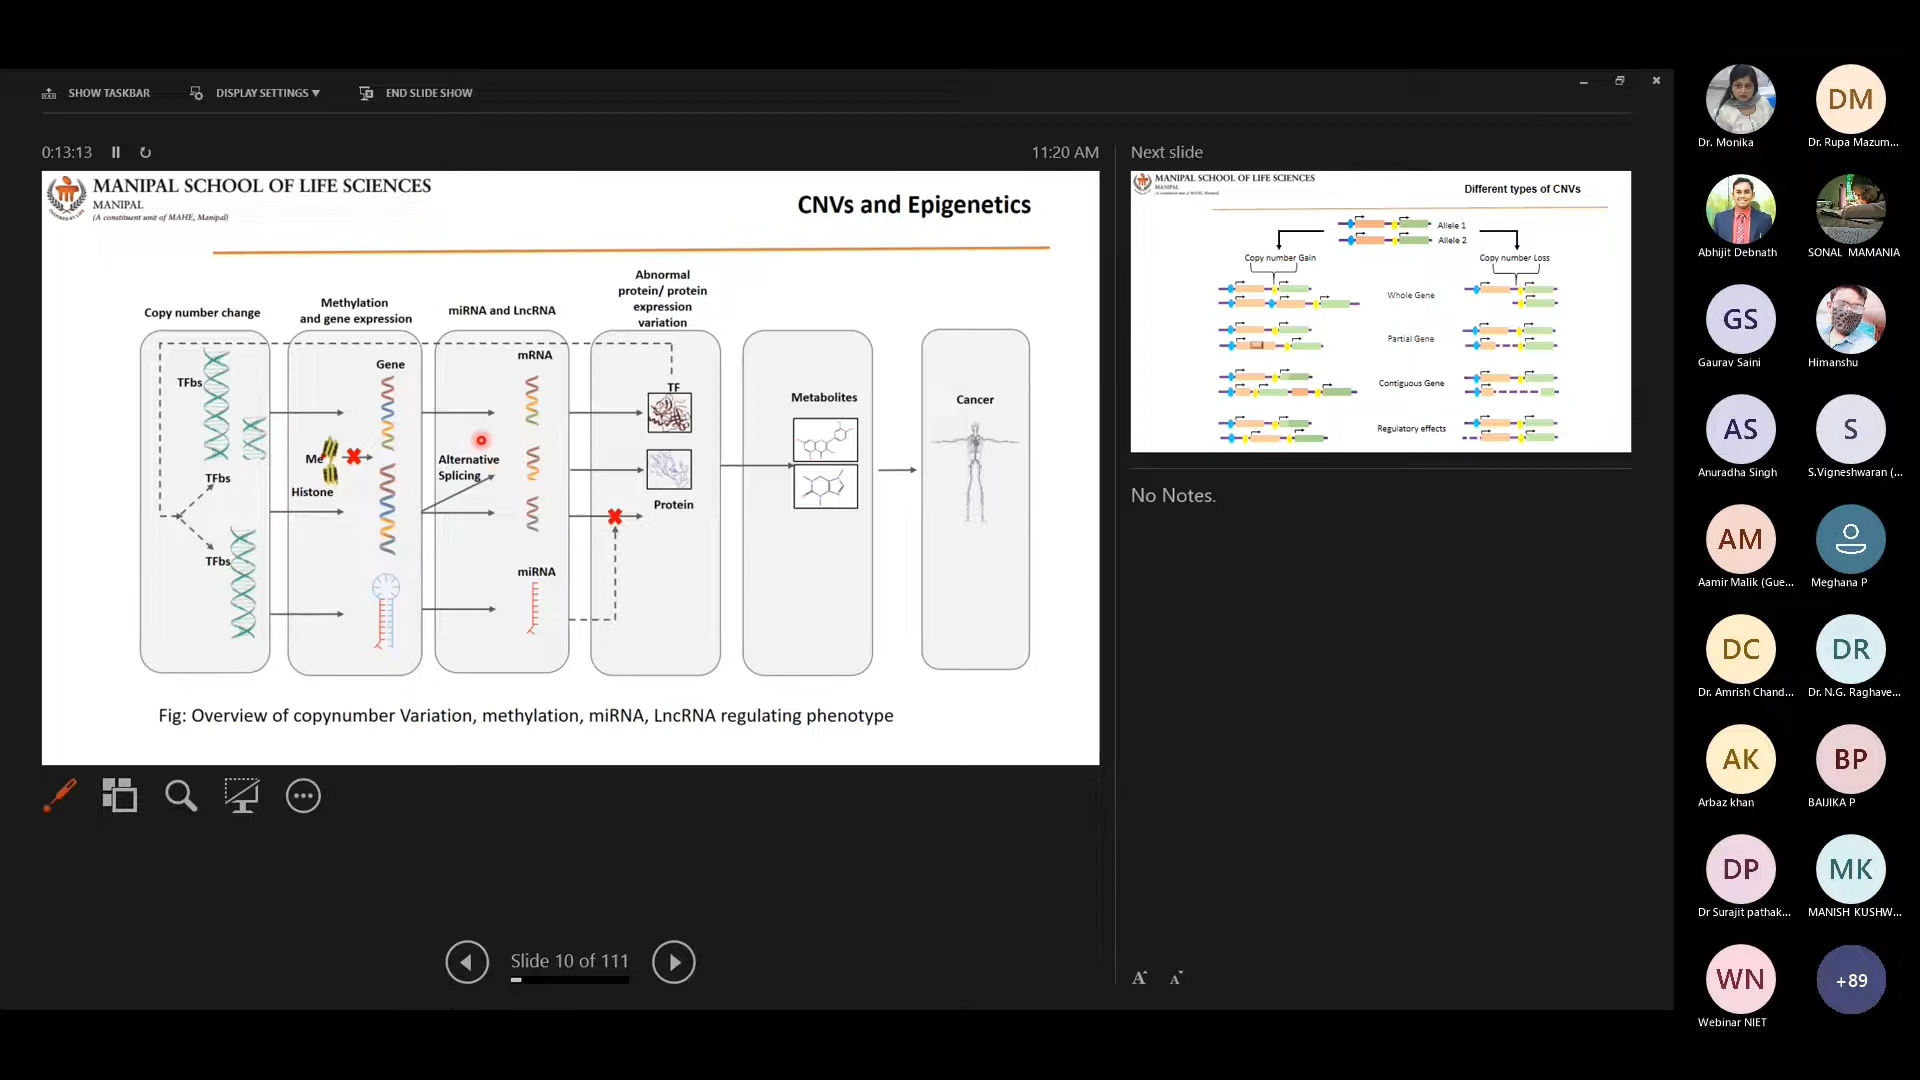 SHOW TASKBAR
DISPLAY SETTINGS ▼
END SLIDE SHOW
0:13:13
11:20 AM
MANIPAL SCHOOL OF LIFE SCIENCES
MANIPAL
(A constituent unit of MAHE, Manipal)
CNVs and Epigenetics
Copy number change
Methylation
and gene expression
miRNA and LncRNA
Abnormal
protein/ protein
expression
variation
TFbs
TFbs
TFbs
Gene
Me
Histone
mRNA
Alternative
Splicing
miRNA
TF
Protein
Metabolites
Cancer
Fig: Overview of copynumber Variation, methylation, miRNA, LncRNA regulating phenotype
Slide 10 of 111
Next slide
MANIPAL SCHOOL OF LIFE SCIENCES
MANIPAL
Different types of CNVs
Allele 1
Allele 2
Copy number Gain
Copy number Loss
Whole Gene
Partial Gene
Contiguous Gene
Regulatory effects
No Notes.
A A
Dr. Monika
DM
Dr. Rupa Mazum...
Abhijit Debnath
SONAL MAMANIA
GS
Gaurav Saini
Himanshu
AS
Anuradha Singh
S
S.Vigneshwaran (...
AM
Aamir Malik (Gue...
Meghana P
DC
Dr. Amrish Chand...
DR
Dr. N.G. Raghave...
AK
Arbaz khan
BP
BAIJIKA P
DP
Dr Surajit pathak...
MK
MANISH KUSHW...
WN
Webinar NIET
+89